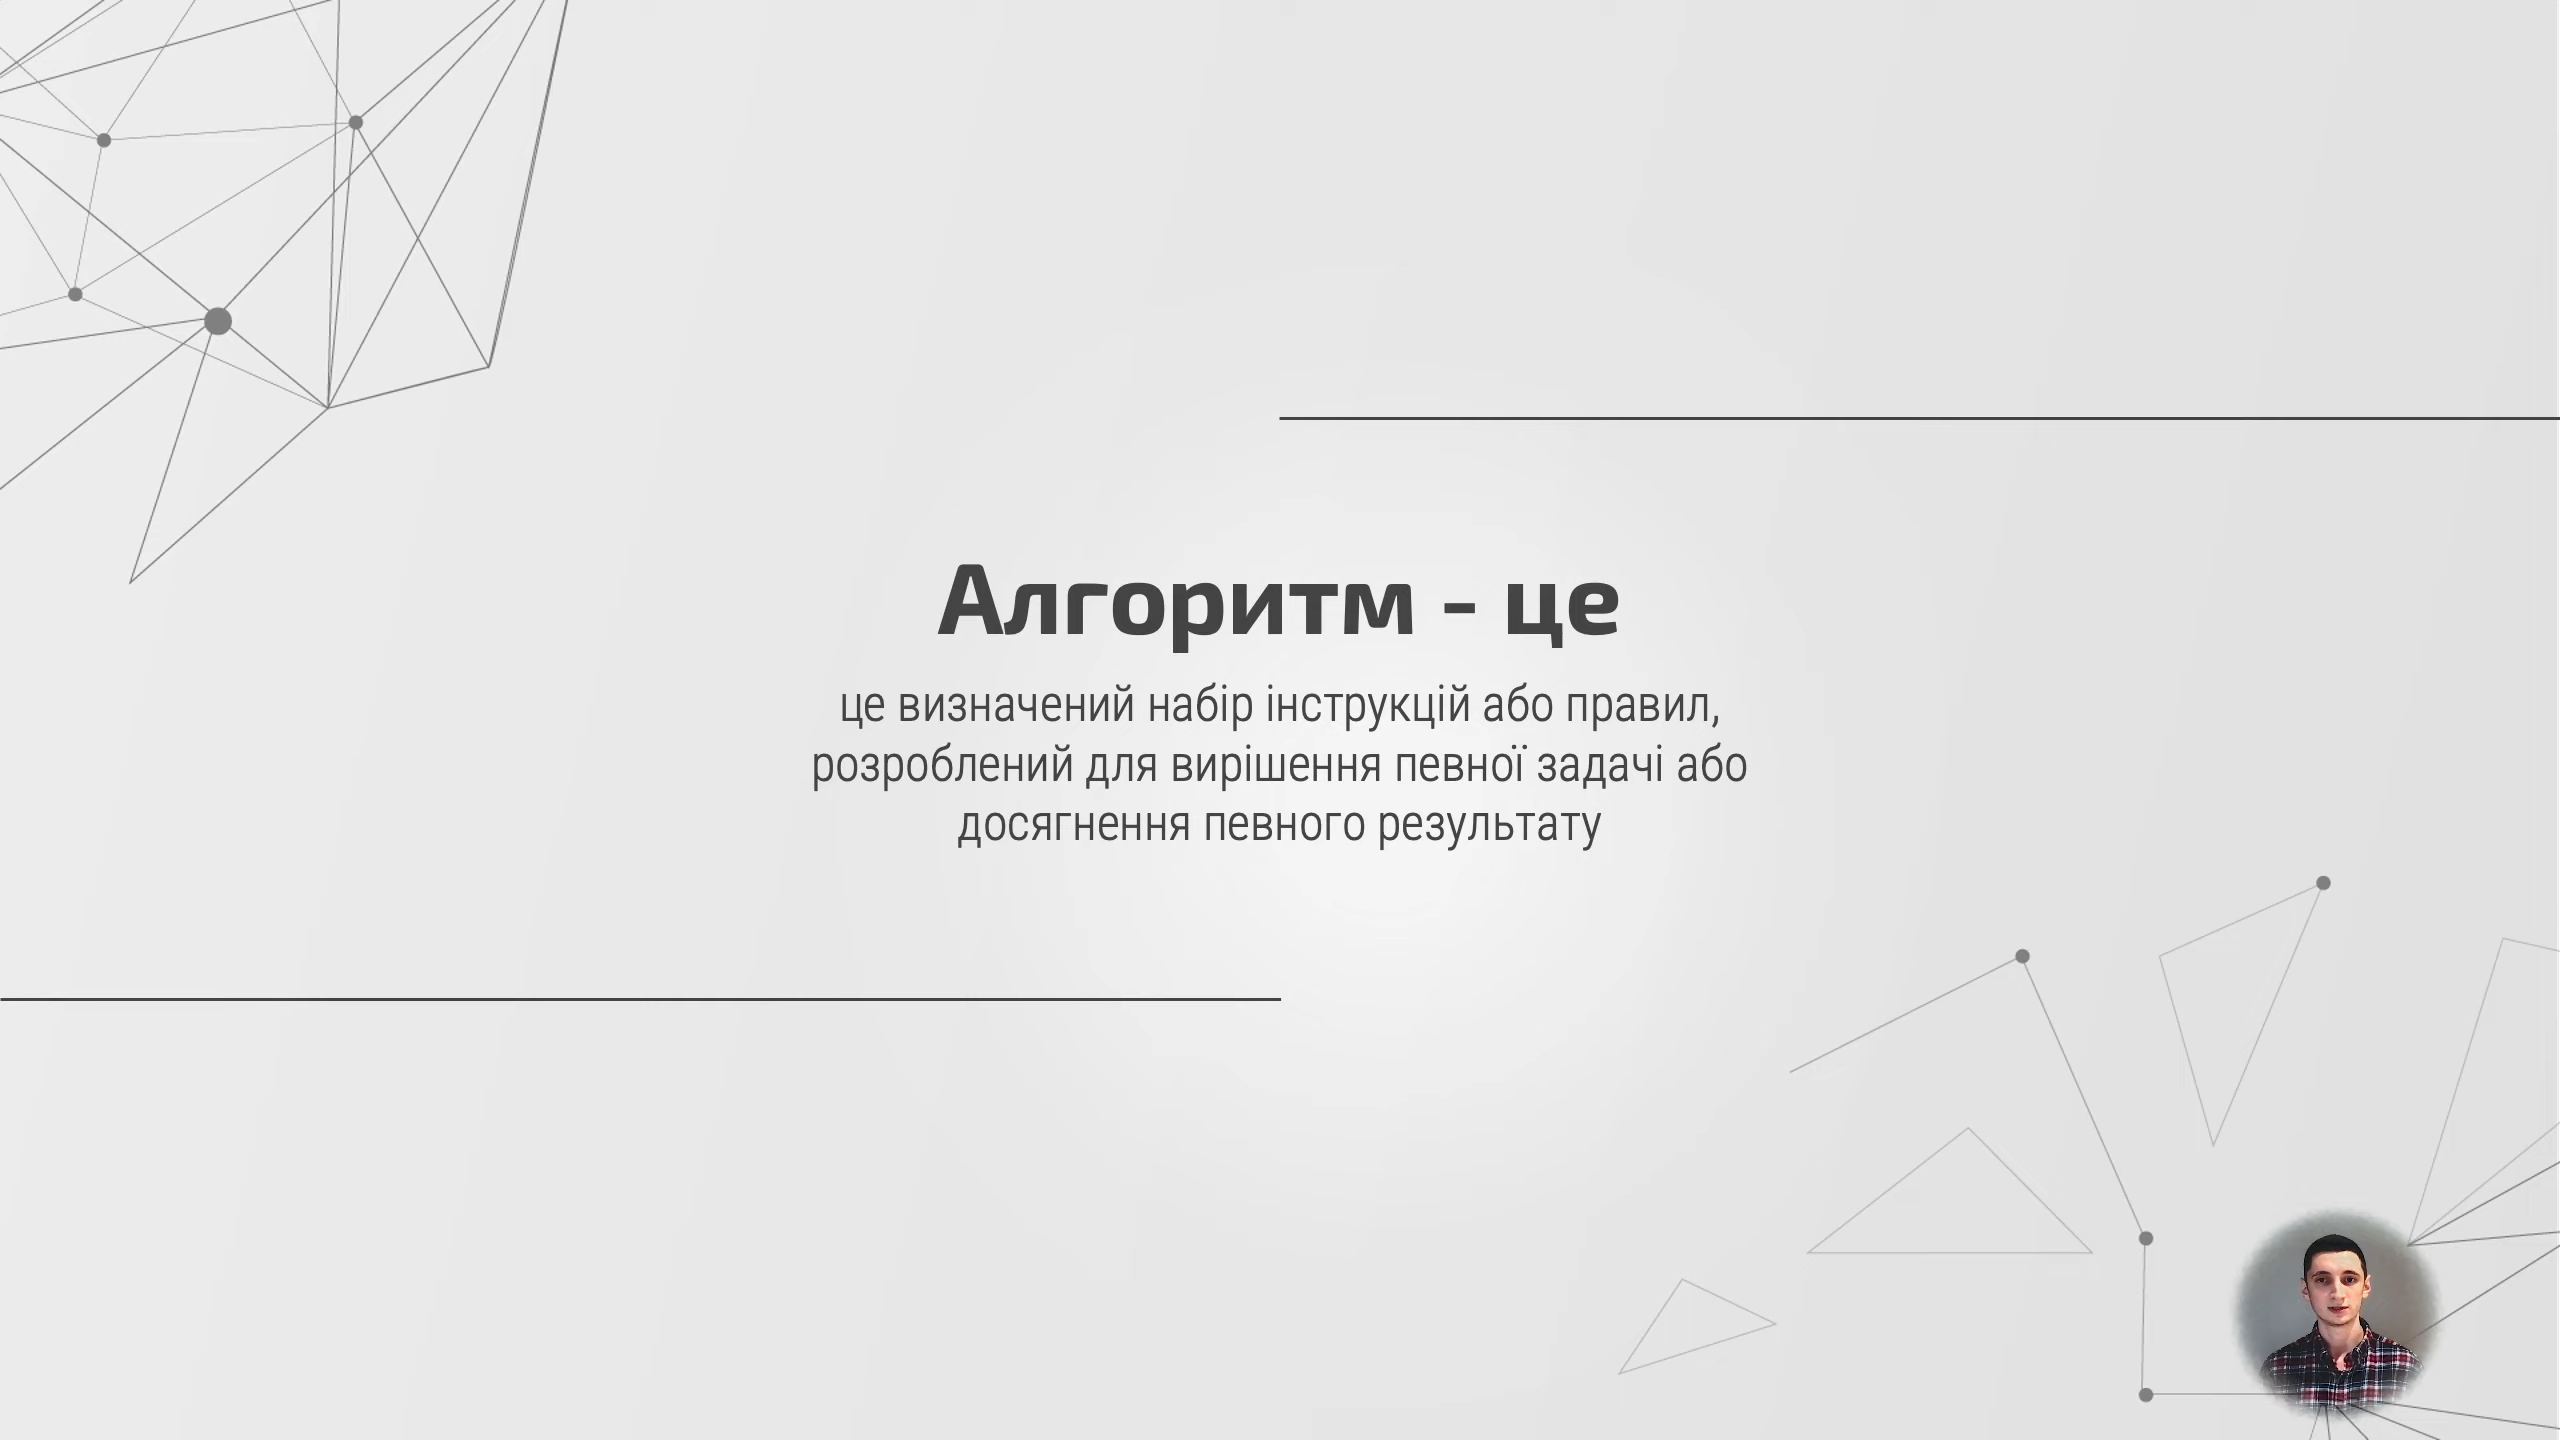 Алгоритм - це
це визначений набір інструкцій або правил,
розроблений для вирішення певної задачі або
досягнення певного результату